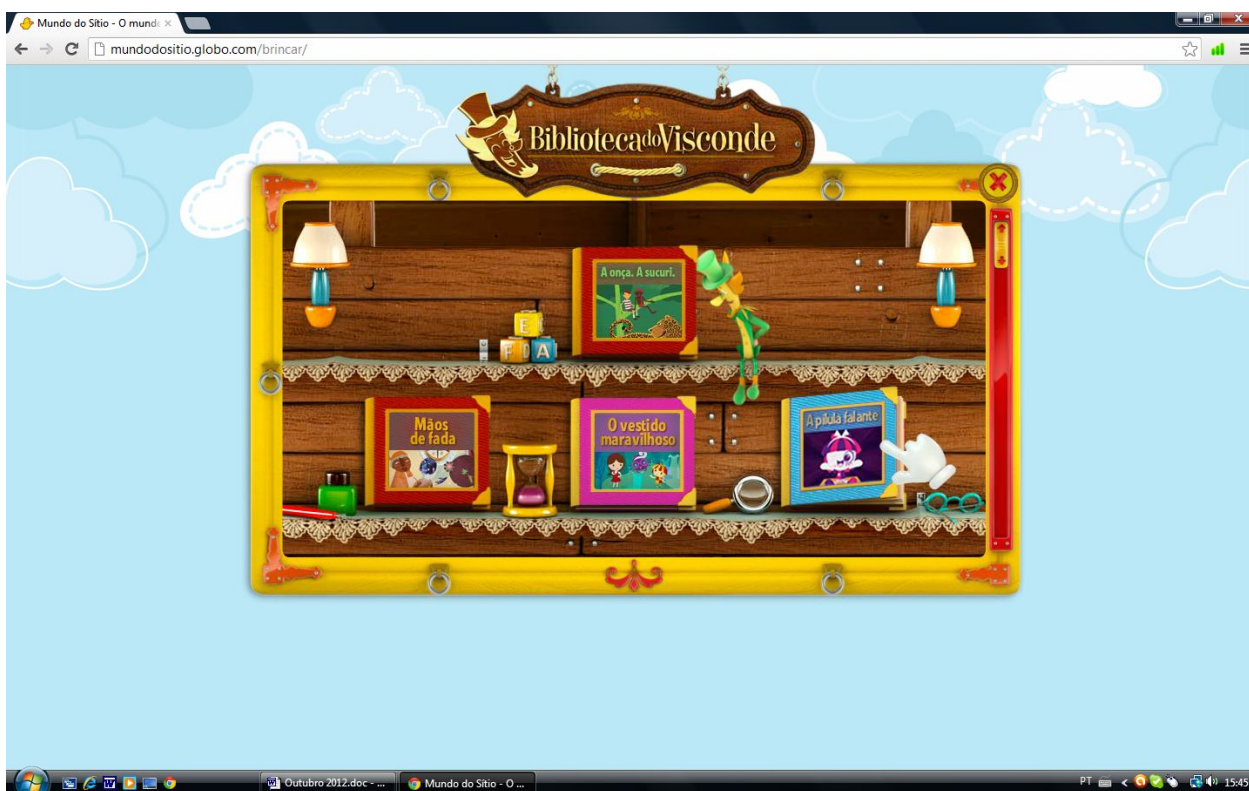 Mundo do Sítio - O mund
mundodositio.globo.com/brincar/
Biblioteca do Visconde
A onça. A sucuri.
E
F D A
Mãos
de fada
O vestido
maravilhoso
A pílula falante
Outubro 2012.doc - ...
Mundo do Sítio - O ...
PT
15:45